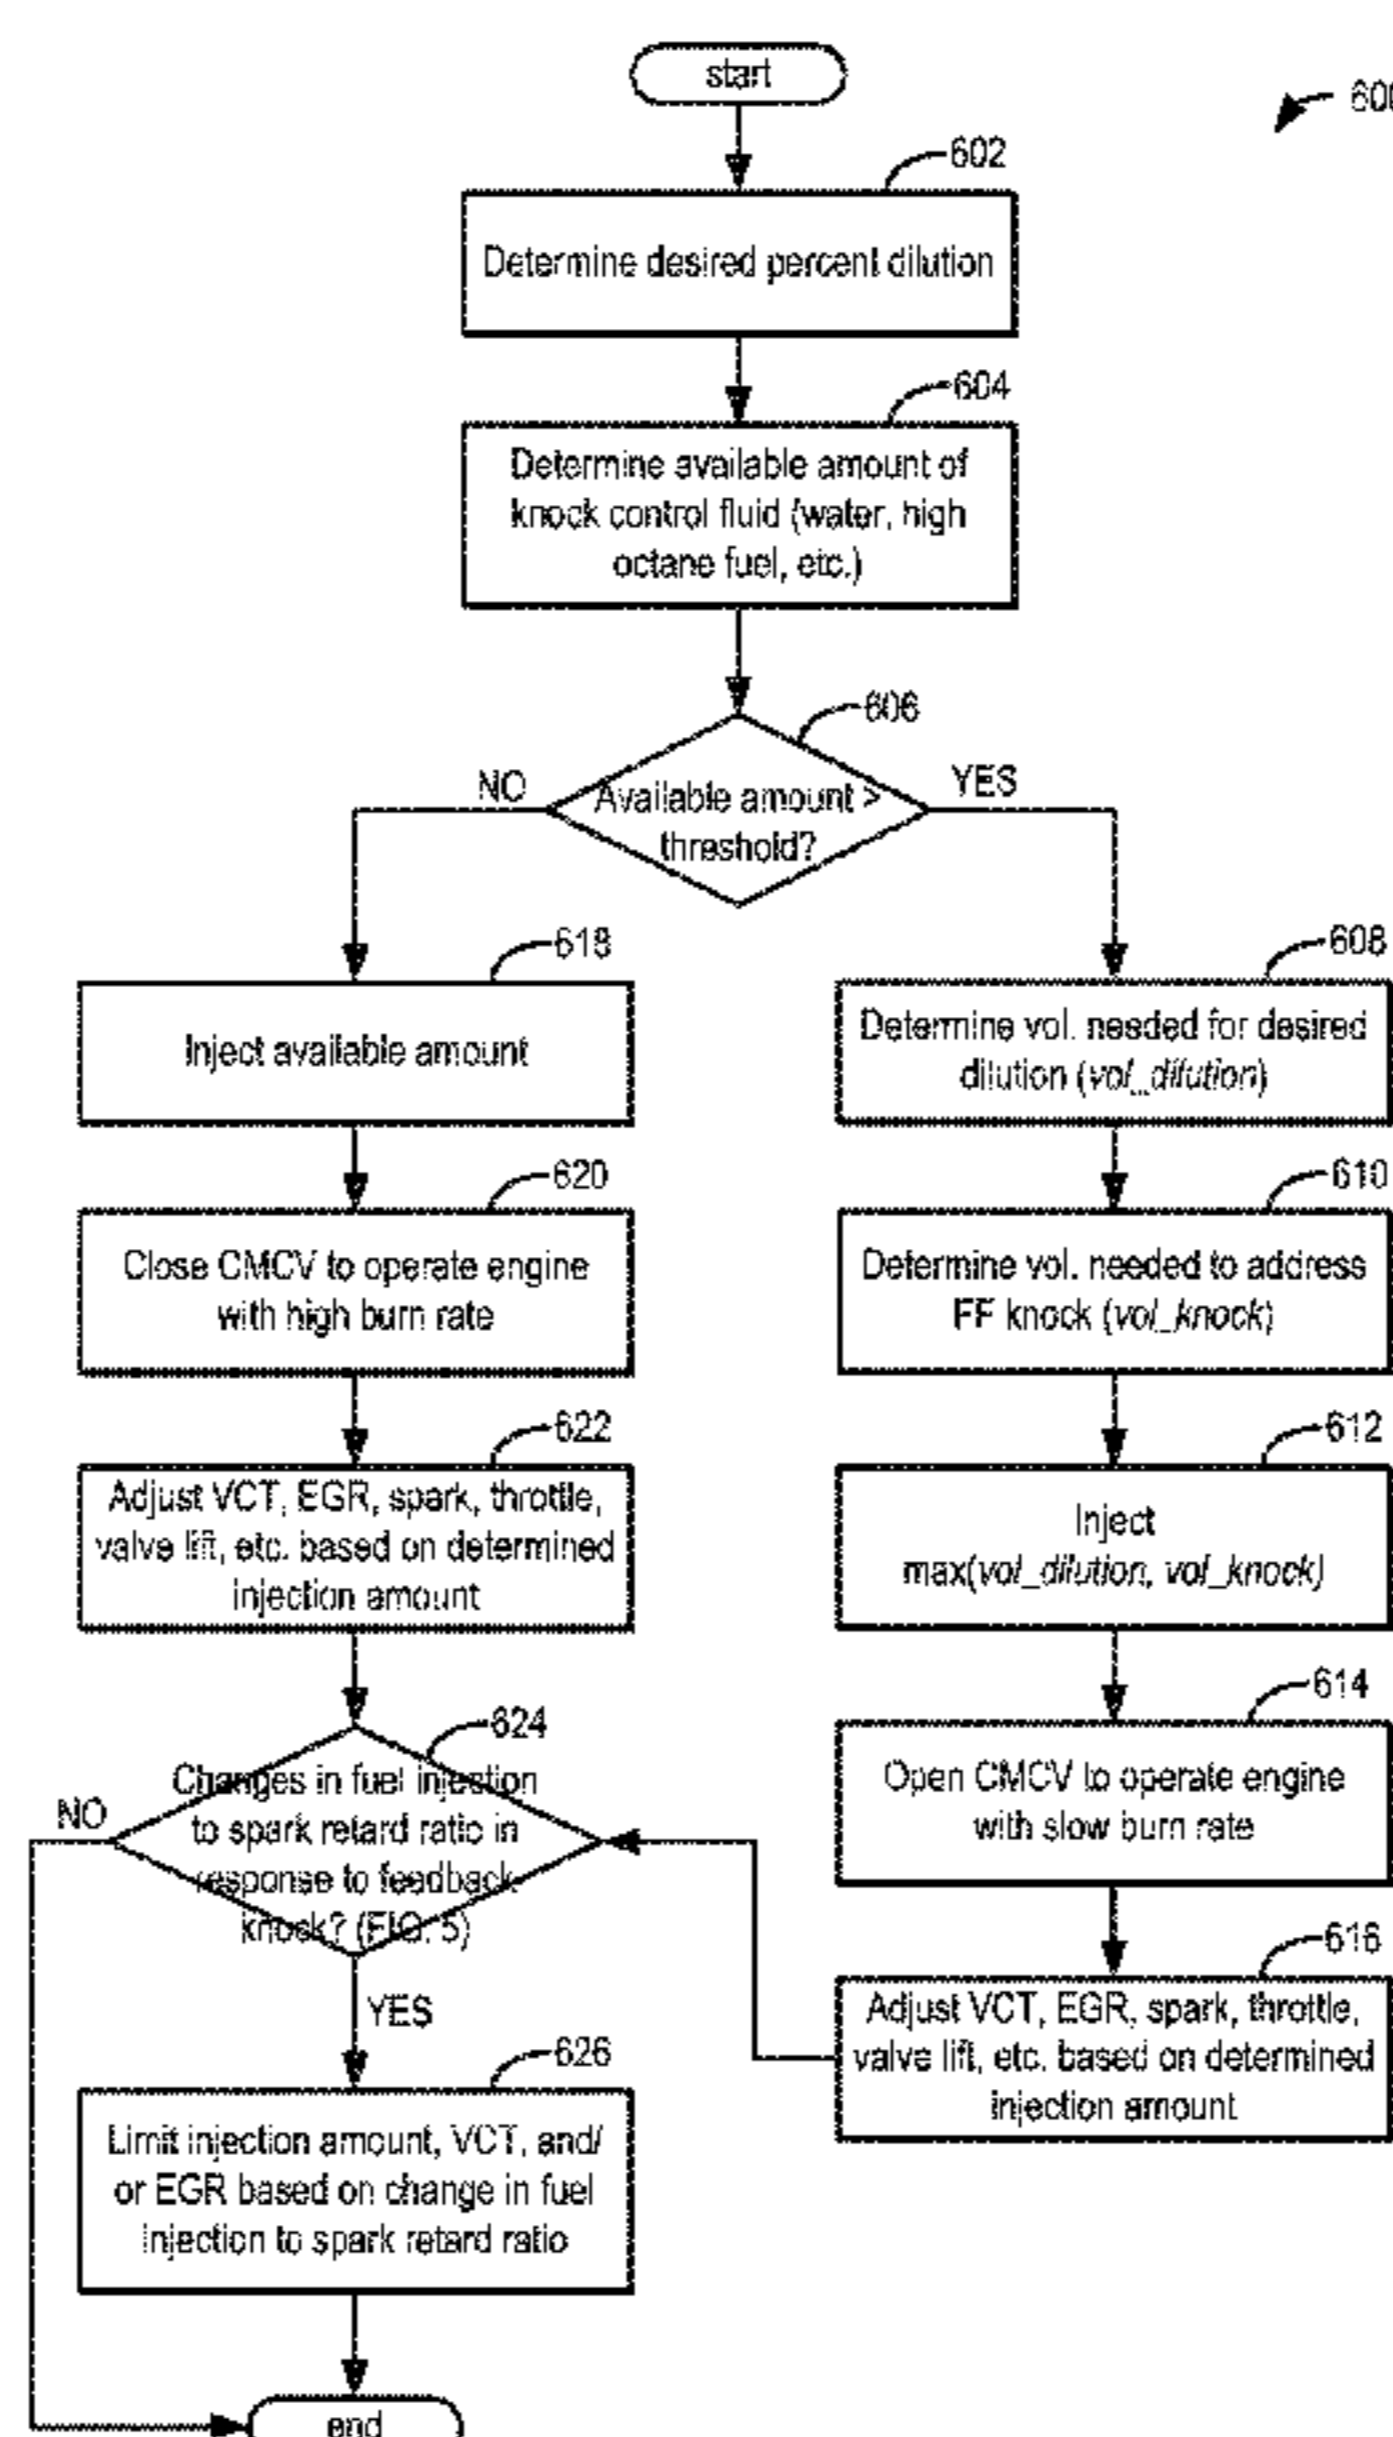 start
600
602
Determine desired percent dilution
604
Determine available amount of
knock control fluid (water, high
octane fuel, etc.)
606
NO
YES
Available amount >
threshold?
618
Inject available amount
608
Determine vol. needed for desired
dilution (vol_dilution)
620
Close CMCV to operate engine
with high burn rate
610
Determine vol. needed to address
FF knock (vol_knock)
622
Adjust VCT, EGR, spark, throttle,
valve lift, etc. based on determined
injection amount
612
Inject
max(vol_dilution, vol_knock)
614
Open CMCV to operate engine
with slow burn rate
624
Changes in fuel injection
to spark retard ratio in
response to feedback
knock? (FIG. 5)
NO
YES
616
Adjust VCT, EGR, spark, throttle,
valve lift, etc. based on determined
injection amount
626
Limit injection amount, VCT, and/
or EGR based on change in fuel
injection to spark retard ratio
end